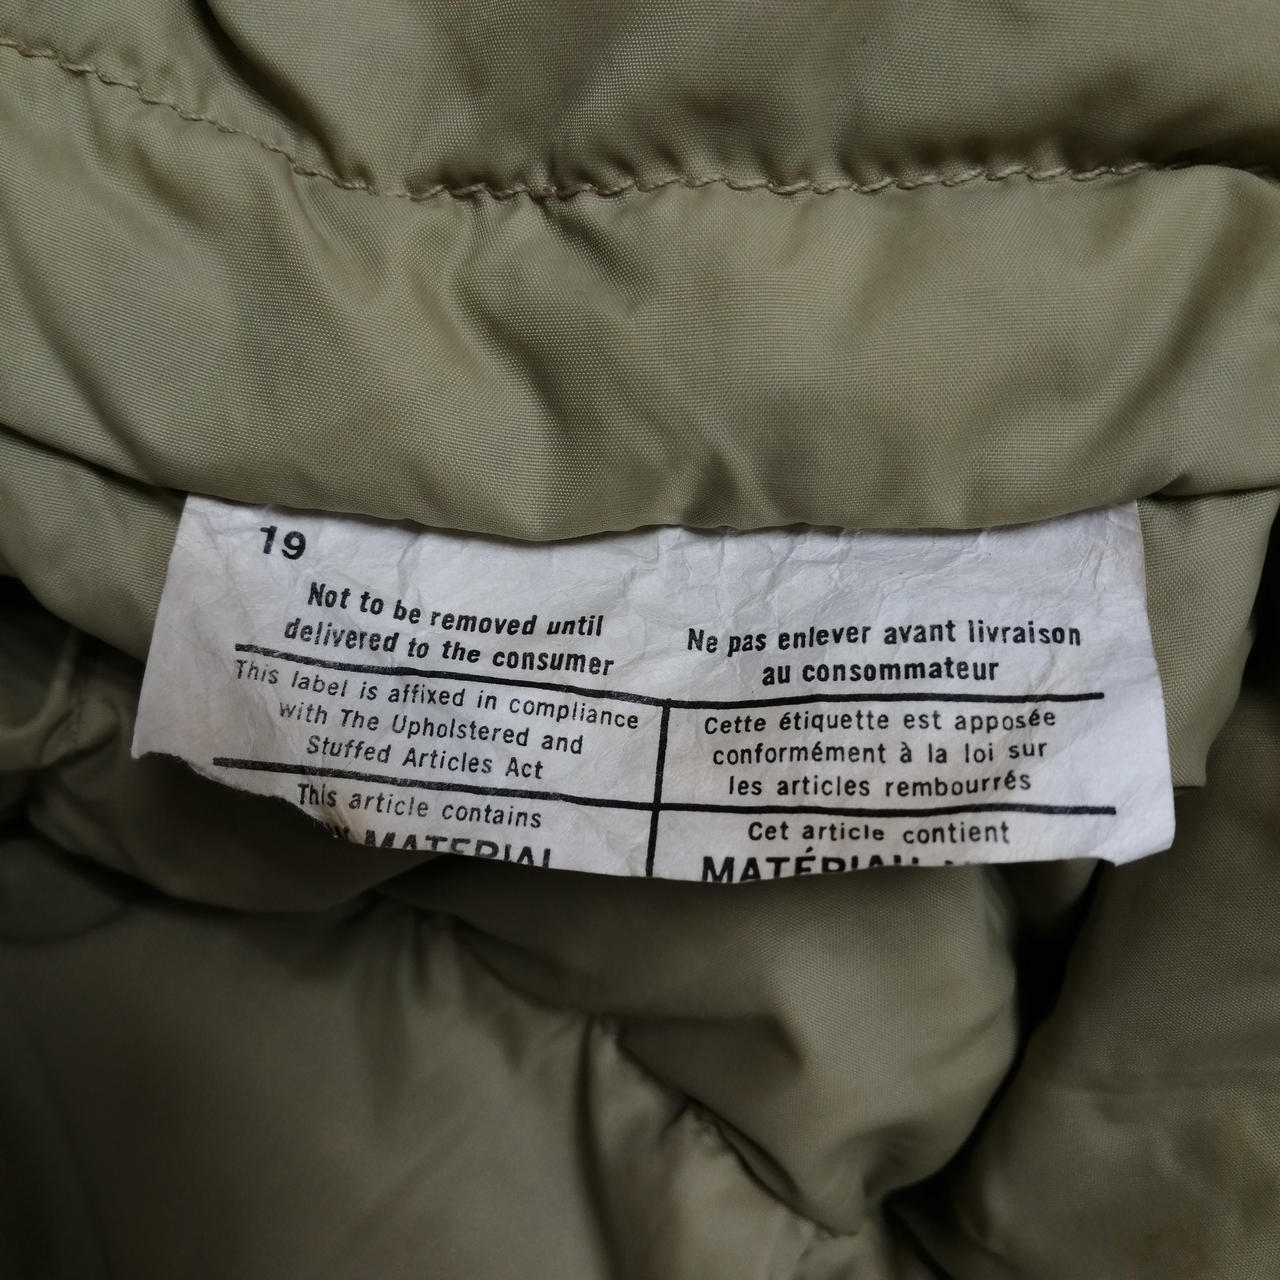 19
Not to be removed until
delivered to the consumer
Ne pas enlever avant livraison
au consommateur
This label is affixed in compliance
with The Upholstered and
Stuffed Articles Act
Cette étiquette est apposée
conformément à la loi sur
les articles rembourrés
This article contains
MATERIAL
Cet article contient
MATÉRIAU